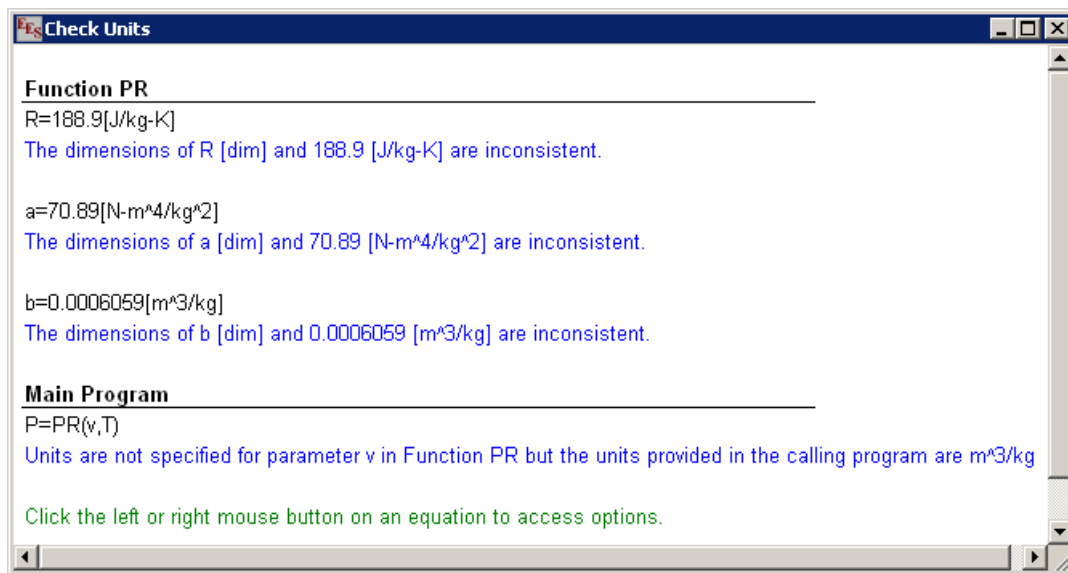 EES Check Units
Function PR
R=188.9[J/kg-K]
The dimensions of R [dim] and 188.9 [J/kg-K] are inconsistent.
a=70.89[N-m^4/kg^2]
The dimensions of a [dim] and 70.89 [N-m^4/kg^2] are inconsistent.
b=0.0006059[m^3/kg]
The dimensions of b [dim] and 0.0006059 [m^3/kg] are inconsistent.
Main Program
P=PR(v,T)
Units are not specified for parameter v in Function PR but the units provided in the calling program are m^3/kg
Click the left or right mouse button on an equation to access options.